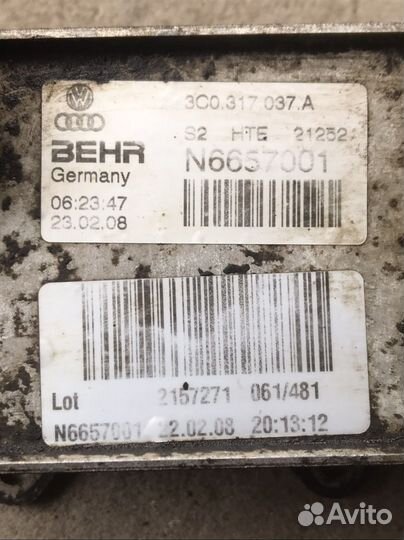 3C0.317.037.A
S2 HTE 21252
BEHR N6657001
Germany
06:23:47
23.02.08
Lot 2157271 061/481
N6657001 22.02.08 20:13:12
Avito